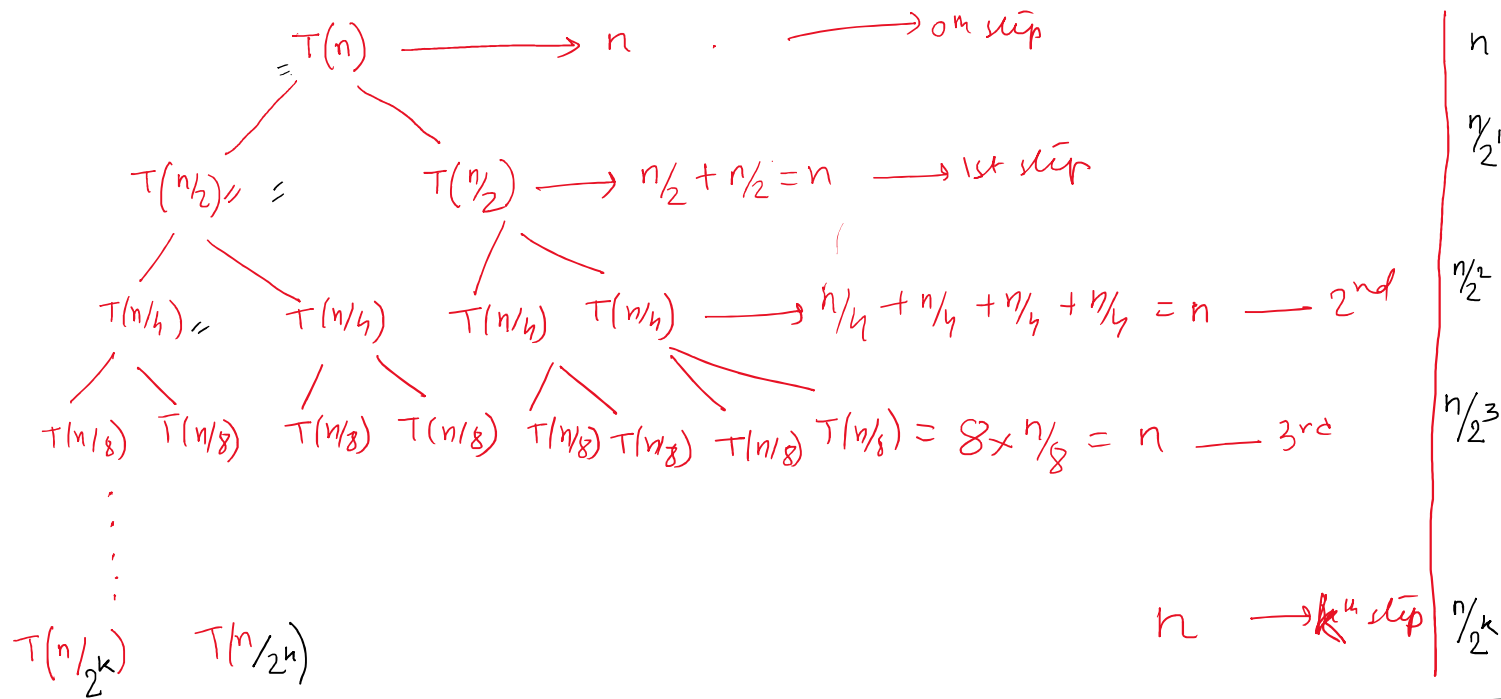 T(n) → n . → 0th step n
n/2^1
= T(n/2) = T(n/2) → n/2 + n/2 = n → 1st step
n/2^2
T(n/4) = T(n/4) T(n/4) T(n/4) → n/4 + n/4 + n/4 + n/4 = n — 2nd
T(n/8) T(n/8) T(n/8) T(n/8) T(n/8) T(n/8) T(n/8) T(n/8) = 8 × n/8 = n — 3rd n/2^3
n → kth step n/2^k
T(n/2^k) T(n/2^k)